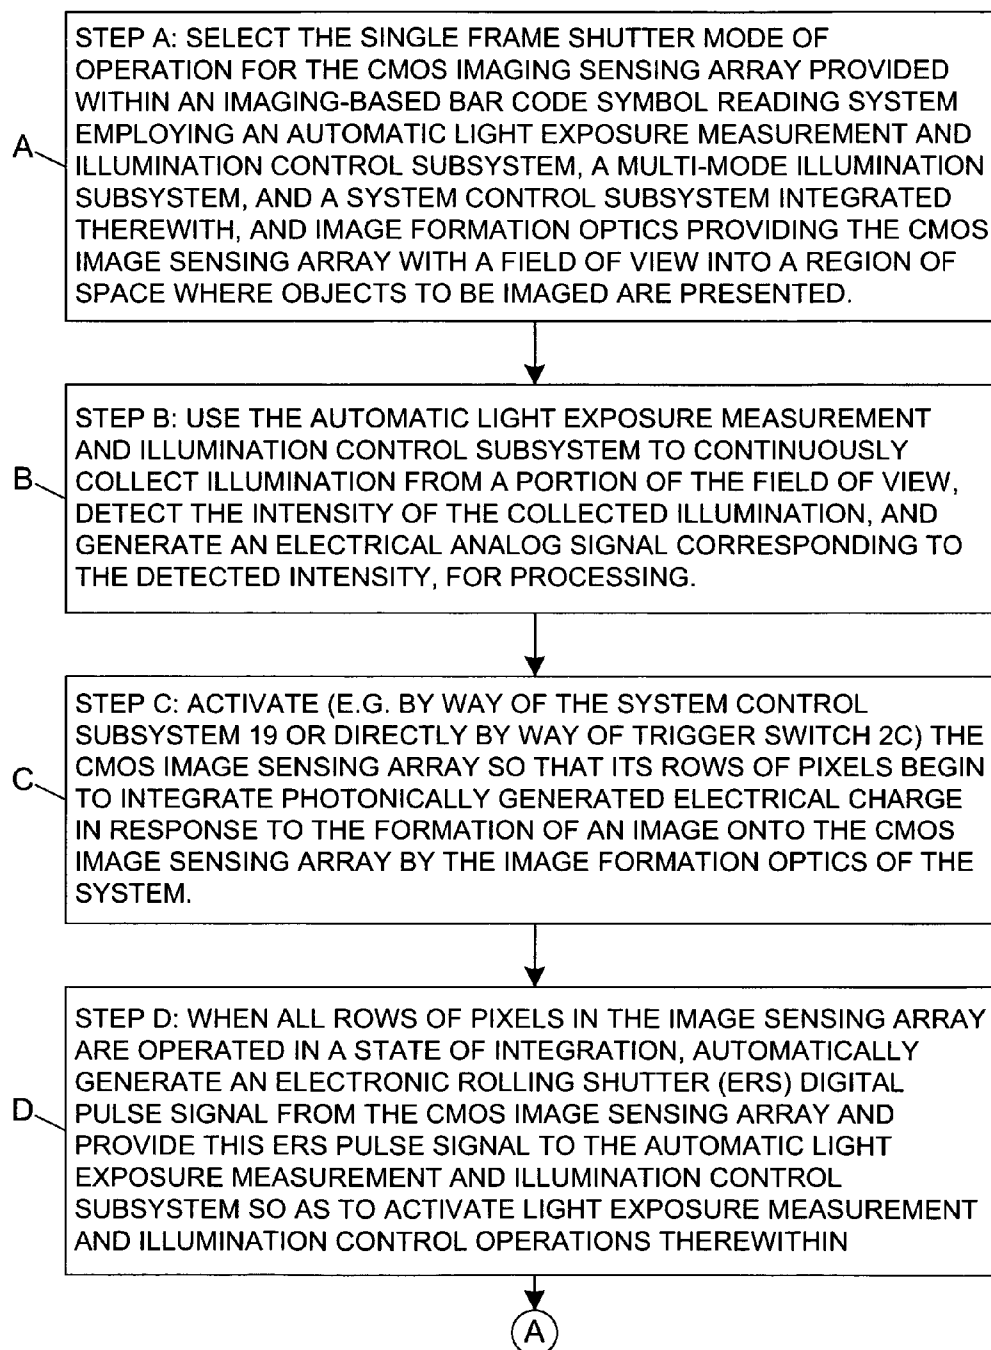 STEP A: SELECT THE SINGLE FRAME SHUTTER MODE OF
OPERATION FOR THE CMOS IMAGING SENSING ARRAY PROVIDED
WITHIN AN IMAGING-BASED BAR CODE SYMBOL READING SYSTEM
EMPLOYING AN AUTOMATIC LIGHT EXPOSURE MEASUREMENT AND
ILLUMINATION CONTROL SUBSYSTEM, A MULTI-MODE ILLUMINATION
SUBSYSTEM, AND A SYSTEM CONTROL SUBSYSTEM INTEGRATED
THEREWITH, AND IMAGE FORMATION OPTICS PROVIDING THE CMOS
IMAGE SENSING ARRAY WITH A FIELD OF VIEW INTO A REGION OF
SPACE WHERE OBJECTS TO BE IMAGED ARE PRESENTED.
A
STEP B: USE THE AUTOMATIC LIGHT EXPOSURE MEASUREMENT
AND ILLUMINATION CONTROL SUBSYSTEM TO CONTINUOUSLY
COLLECT ILLUMINATION FROM A PORTION OF THE FIELD OF VIEW,
DETECT THE INTENSITY OF THE COLLECTED ILLUMINATION, AND
GENERATE AN ELECTRICAL ANALOG SIGNAL CORRESPONDING TO
THE DETECTED INTENSITY, FOR PROCESSING.
B
STEP C: ACTIVATE (E.G. BY WAY OF THE SYSTEM CONTROL
SUBSYSTEM 19 OR DIRECTLY BY WAY OF TRIGGER SWITCH 2C) THE
CMOS IMAGE SENSING ARRAY SO THAT ITS ROWS OF PIXELS BEGIN
TO INTEGRATE PHOTONICALLY GENERATED ELECTRICAL CHARGE
IN RESPONSE TO THE FORMATION OF AN IMAGE ONTO THE CMOS
IMAGE SENSING ARRAY BY THE IMAGE FORMATION OPTICS OF THE
SYSTEM.
C
STEP D: WHEN ALL ROWS OF PIXELS IN THE IMAGE SENSING ARRAY
ARE OPERATED IN A STATE OF INTEGRATION, AUTOMATICALLY
GENERATE AN ELECTRONIC ROLLING SHUTTER (ERS) DIGITAL
PULSE SIGNAL FROM THE CMOS IMAGE SENSING ARRAY AND
PROVIDE THIS ERS PULSE SIGNAL TO THE AUTOMATIC LIGHT
EXPOSURE MEASUREMENT AND ILLUMINATION CONTROL
SUBSYSTEM SO AS TO ACTIVATE LIGHT EXPOSURE MEASUREMENT
AND ILLUMINATION CONTROL OPERATIONS THEREWITHIN
D
A